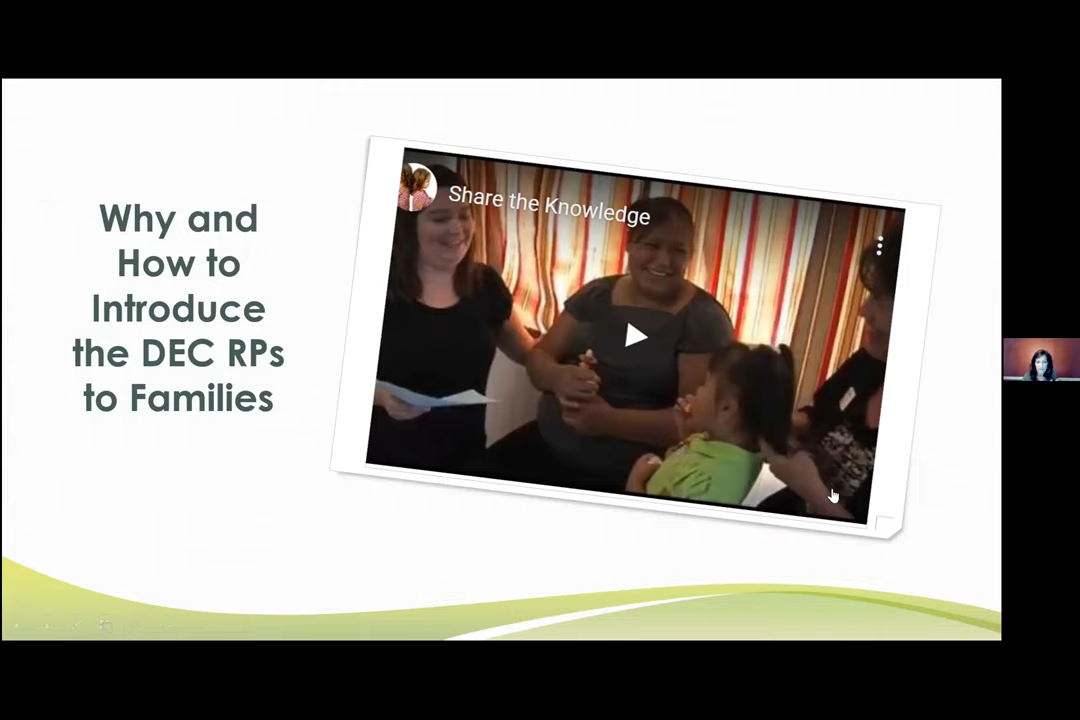 Why and
How to
Introduce
the DEC RPs
to Families
Share the Knowledge